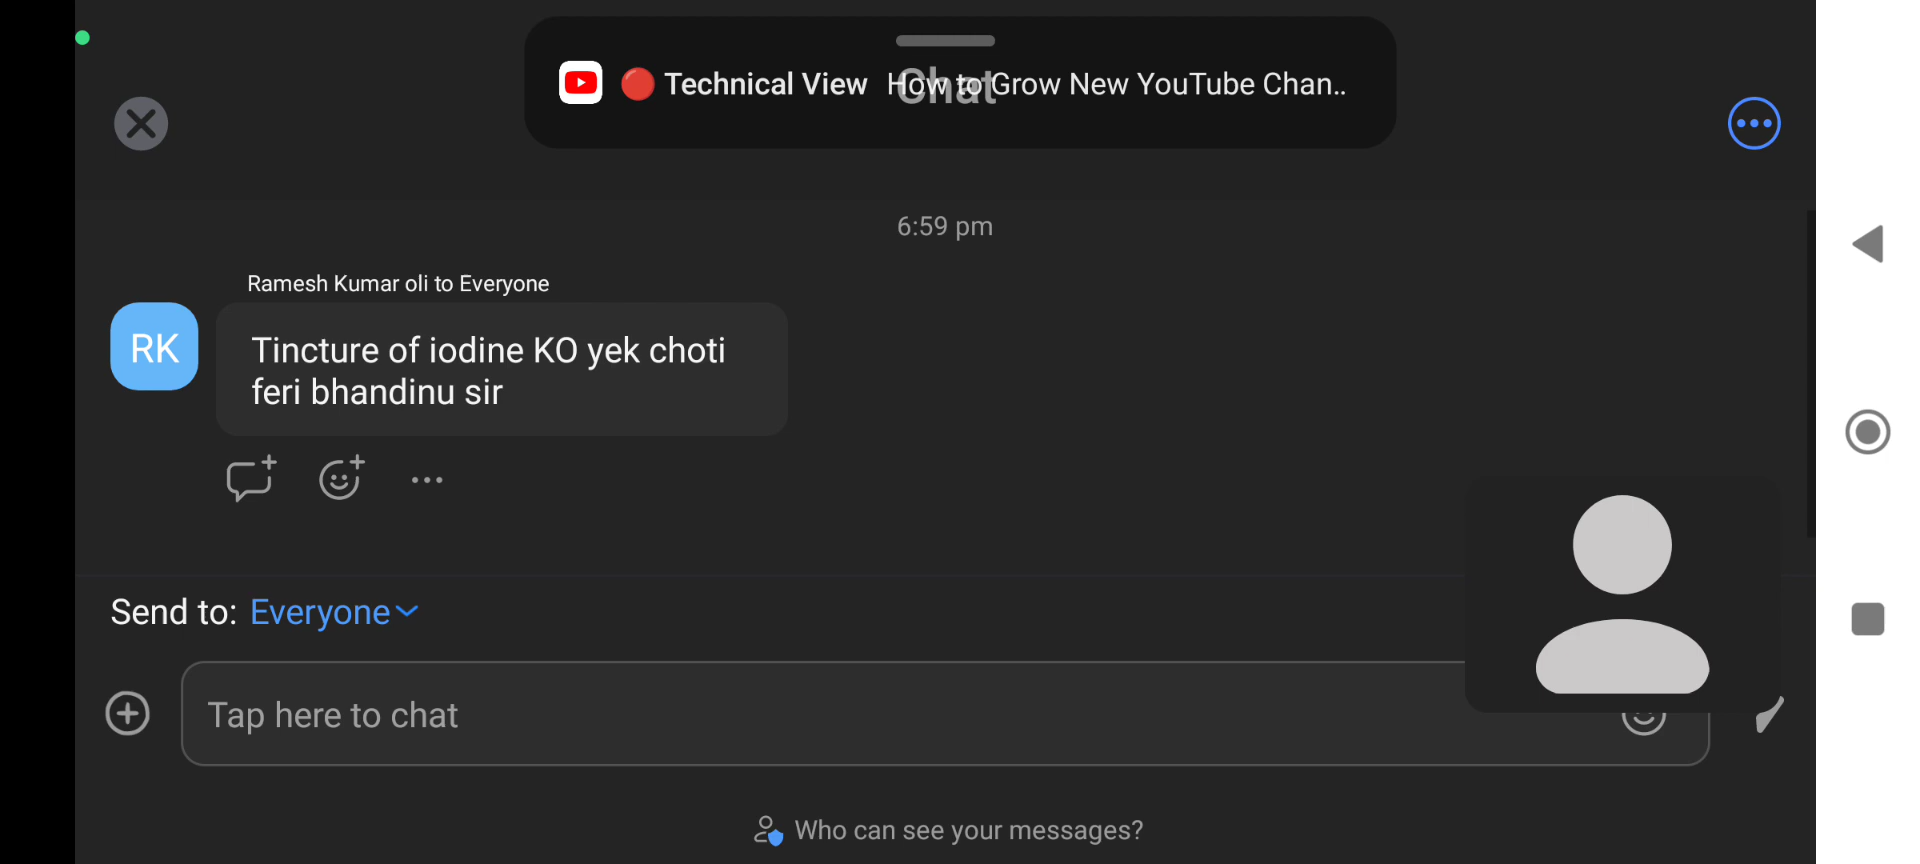 🔴 Technical View How to Grow New YouTube Chan..
Chat
6:59 pm
Ramesh Kumar oli to Everyone
RK
Tincture of iodine KO yek choti
feri bhandinu sir
Send to: Everyone
Tap here to chat
Who can see your messages?